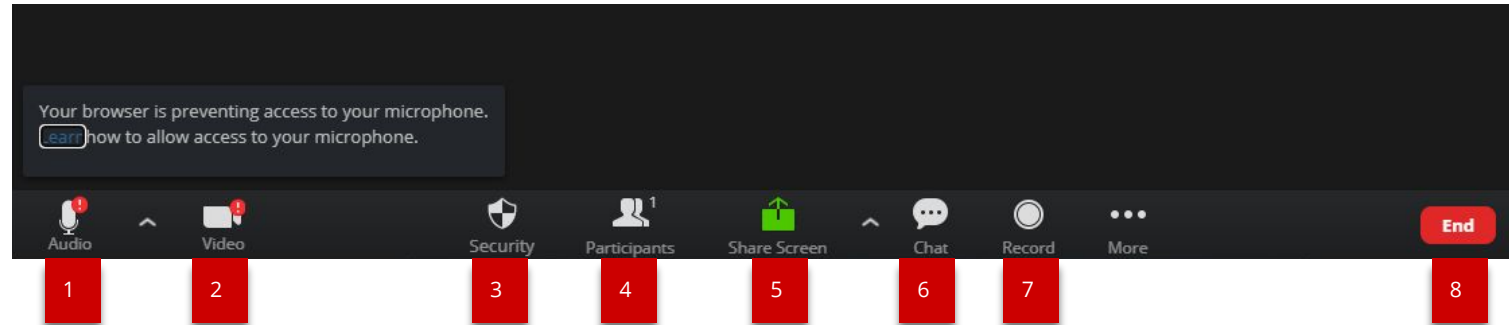 Your browser is preventing access to your microphone.
Learn how to allow access to your microphone.
1
Audio Video Security Participants Share Screen Chat Record More End
1 2 3 4 5 6 7 8